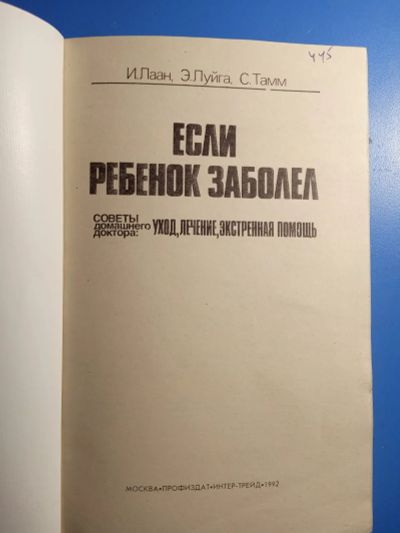 445
И.Лаан, Э.Луйга, С.Тамм
ЕСЛИ
РЕБЕНОК ЗАБОЛЕЛ
СОВЕТЫ
домашнего
доктора:
УХОД, ЛЕЧЕНИЕ, ЭКСТРЕННАЯ ПОМОЩЬ
МОСКВА•ПРОФИЗДАТ•ИНТЕР-ТРЕЙД•1992